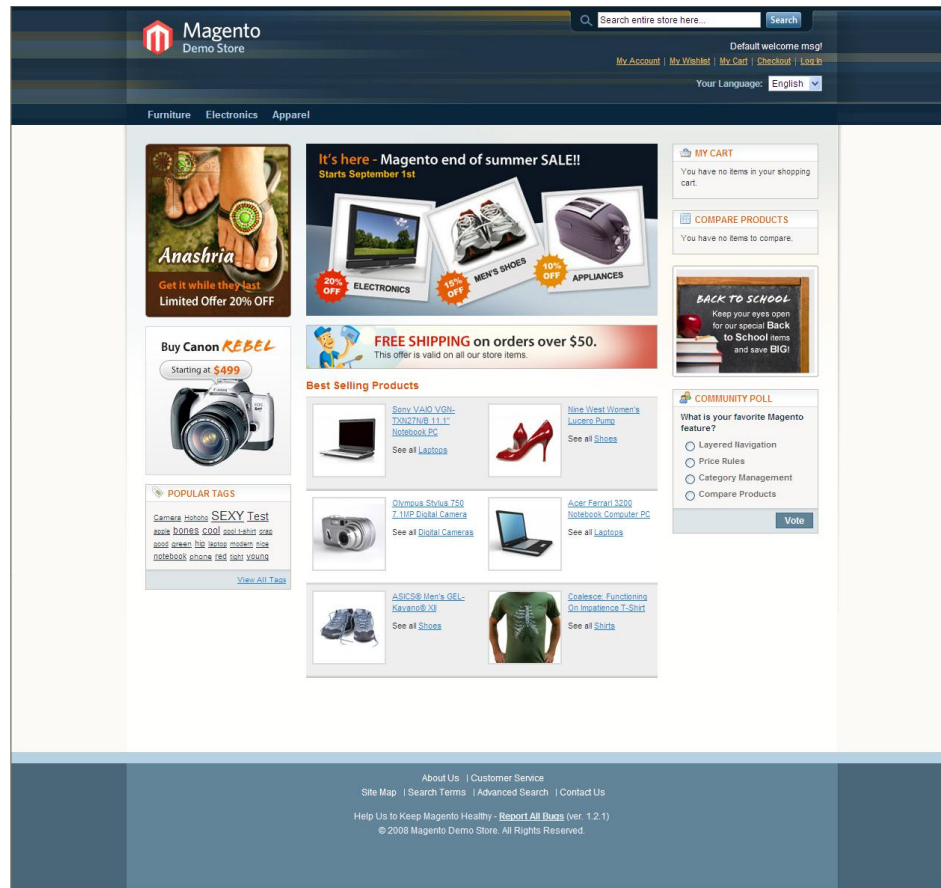 Magento
Demo Store
Search entire store here...
Search
Default welcome msg!
My Account | My Wishlist | My Cart | Checkout | Log In
Your Language: English
Furniture Electronics Apparel
Anashria
Get it while they last
Limited Offer 20% OFF
Buy Canon REBEL
Starting at $499
Canon
POPULAR TAGS
Camera Hohoho SEXY Test
apple bones cool cool t-shirt crap
good green hip laptop modern nice
notebook phone red tight young
View All Tags
It's here - Magento end of summer SALE!!
Starts September 1st
20% OFF
ELECTRONICS
15% OFF
MEN'S SHOES
10% OFF
APPLIANCES
FREE SHIPPING on orders over $50.
This offer is valid on all our store items.
Best Selling Products
Sony VAIO VGN-
TXN27N/B 11.1"
Notebook PC
See all Laptops
Nine West Women's
Lucero Pump
See all Shoes
Olympus Stylus 750
7.1MP Digital Camera
See all Digital Cameras
Acer Ferrari 3200
Notebook Computer PC
See all Laptops
ASICS® Men's GEL-
Kayano® XII
See all Shoes
Coalesce: Functioning
On Impatience T-Shirt
See all Shirts
MY CART
You have no items in your shopping
cart.
COMPARE PRODUCTS
You have no items to compare.
BACK TO SCHOOL
Keep your eyes open
for our special Back
to School items
and save BIG!
COMMUNITY POLL
What is your favorite Magento
feature?
Layered Navigation
Price Rules
Category Management
Compare Products
Vote
About Us | Customer Service
Site Map | Search Terms | Advanced Search | Contact Us
Help Us to Keep Magento Healthy - Report All Bugs (ver. 1.2.1)
© 2008 Magento Demo Store. All Rights Reserved.